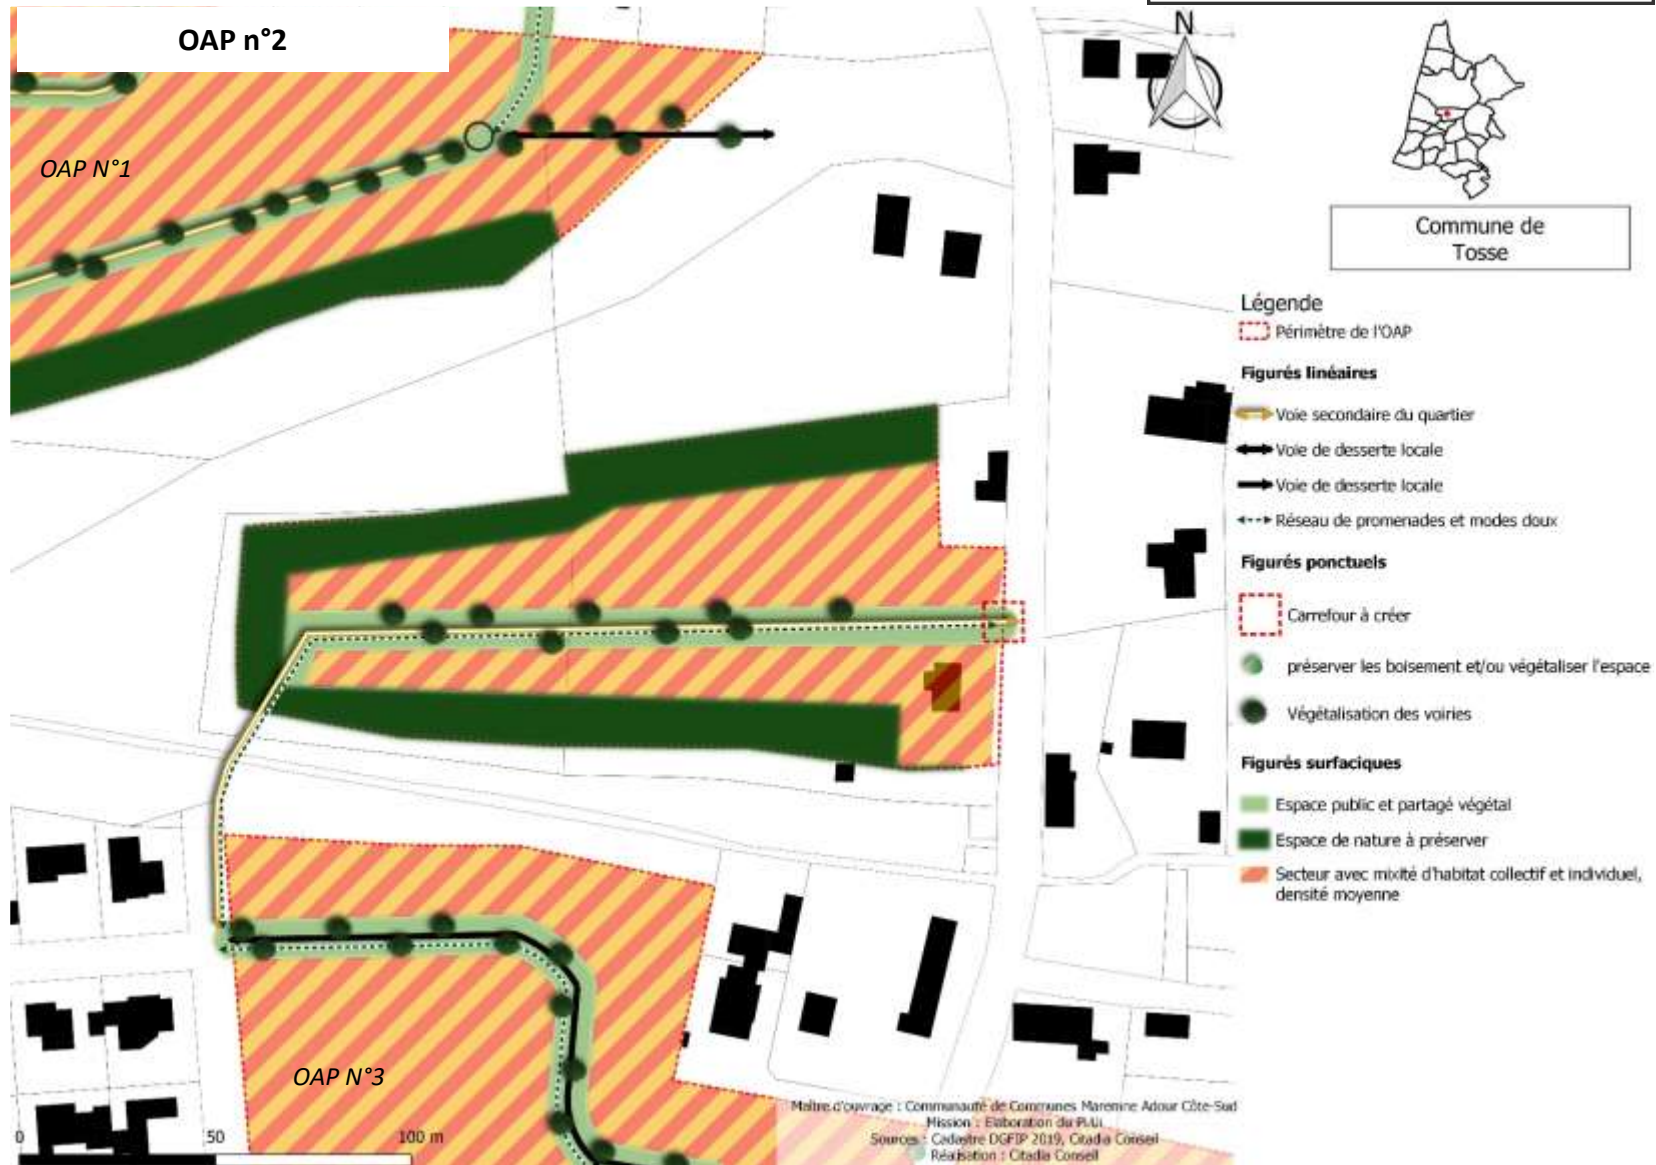 OAP n°2
N
OAP N°1
Commune de
Tosse
Légende
Périmètre de l'OAP
Figurés linéaires
Voie secondaire du quartier
Voie de desserte locale
Voie de desserte locale
Réseau de promenades et modes doux
Figurés ponctuels
Carrefour à créer
préserver les boisement et/ou végétaliser l'espace
Végétalisation des voiries
Figurés surfaciques
Espace public et partagé végétal
Espace de nature à préserver
Secteur avec mixité d'habitat collectif et individuel,
densité moyenne
OAP N°3
Maître d'ouvrage : Communauté de Communes Maremne Adour Côte-Sud
Mission : Elaboration du PLUi
Sources : Cadastre DGFIP 2019, Citadia Conseil
Réalisation : Citadia Conseil
0 50 100 m